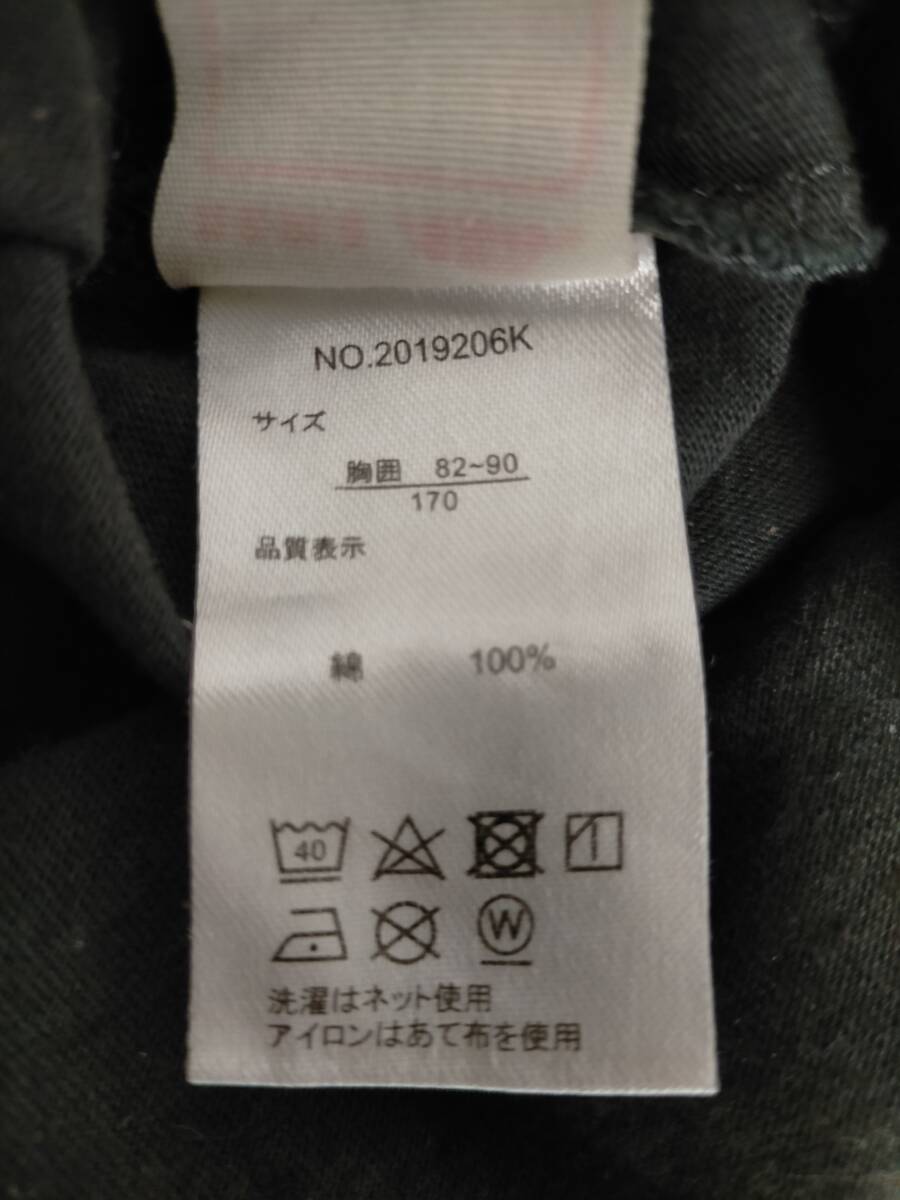 NO.2019206K
サイズ
胸囲 82~90
170
品質表示
綿 100%
40
W
洗濯はネット使用
アイロンはあて布を使用